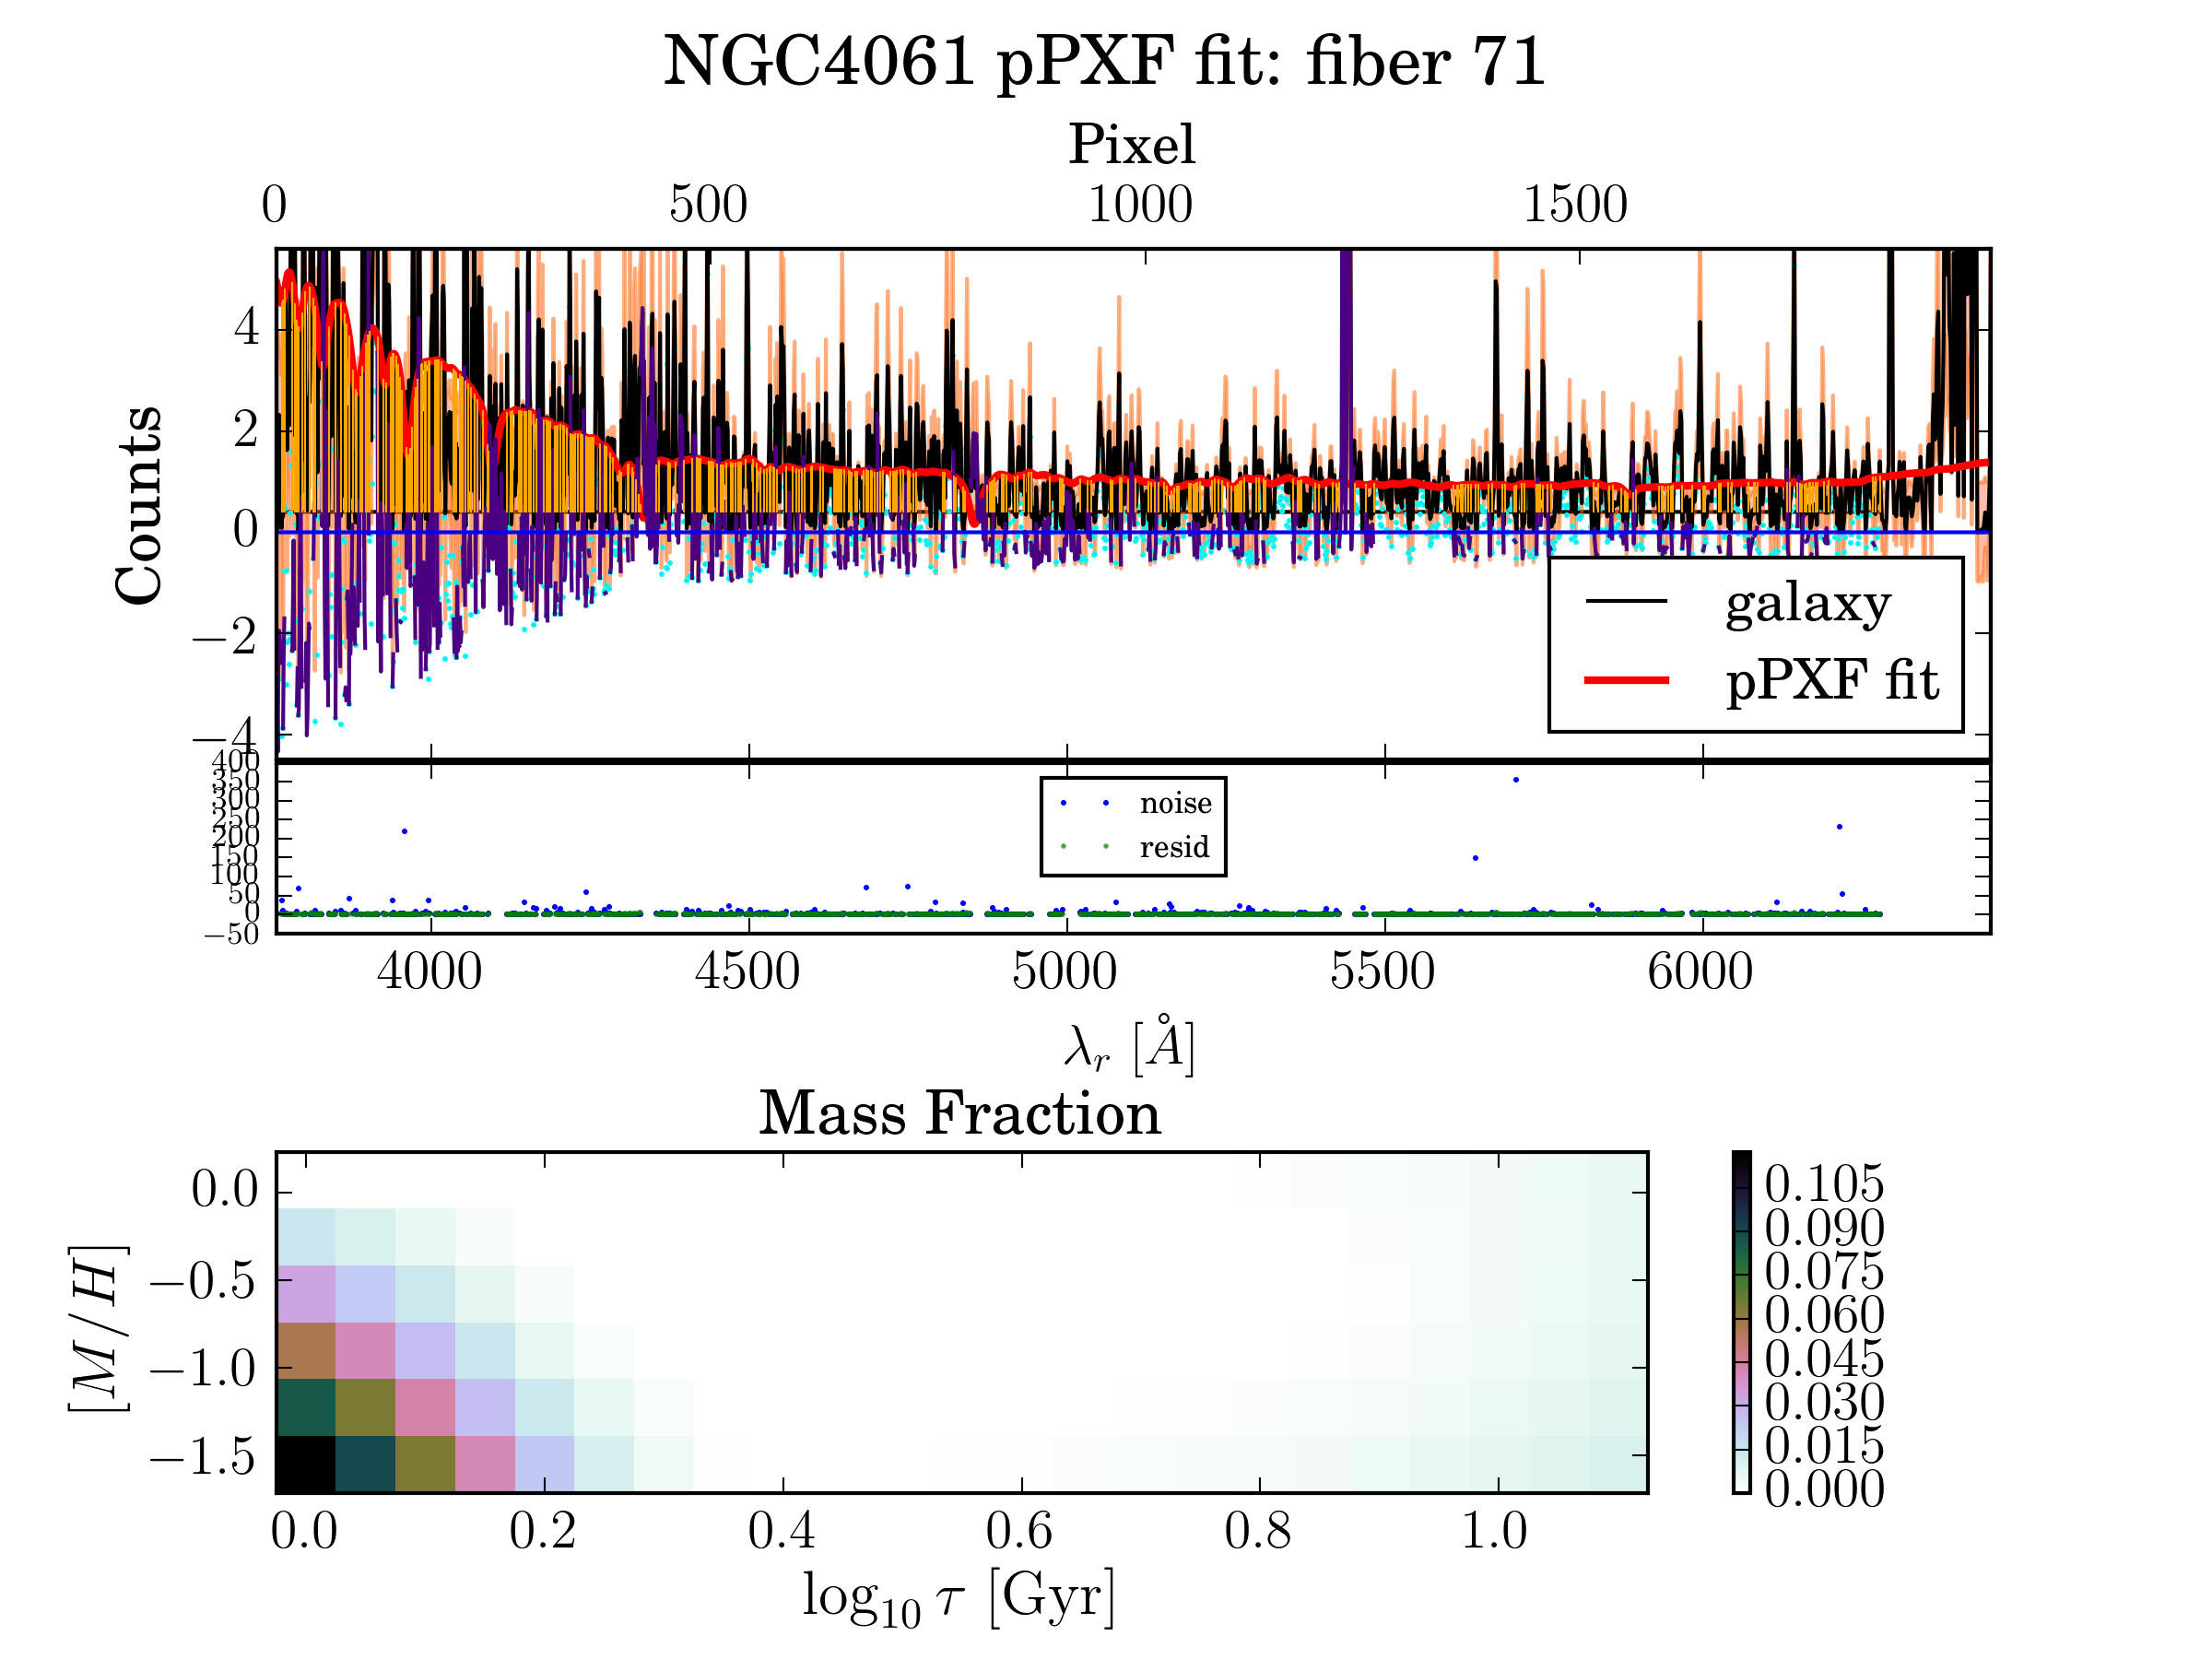 NGC4061 pPXF fit: fiber 71
Pixel
0 500 1000 1500
Counts
4
2
0
−2
−4
galaxy
pPXF fit
400
350
300
250
200
150
100
50
0
−50
noise
resid
4000 4500 5000 5500 6000
λr [Å]
Mass Fraction
[M/H]
0.0
−0.5
−1.0
−1.5
0.0 0.2 0.4 0.6 0.8 1.0
log10 τ [Gyr]
0.105
0.090
0.075
0.060
0.045
0.030
0.015
0.000